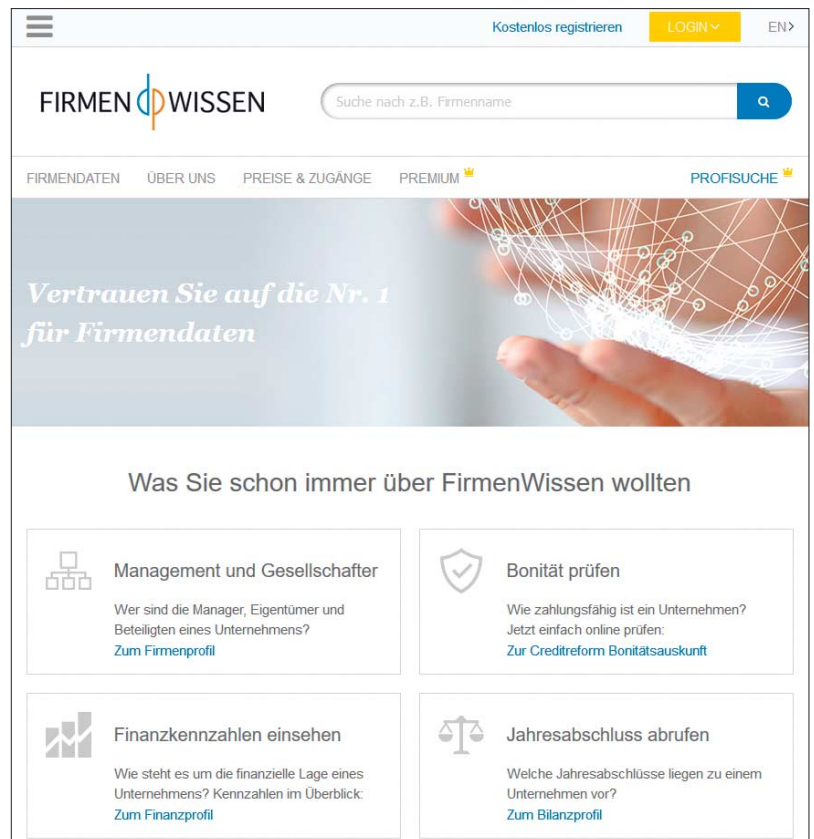 Kostenlos registrieren
LOGIN
EN>
FIRMEN WISSEN
Suche nach z.B. Firmenname
FIRMENDATEN ÜBER UNS PREISE & ZUGÄNGE PREMIUM PROFISUCHE
Vertrauen Sie auf die Nr. 1
für Firmendaten
Was Sie schon immer über FirmenWissen wollten
Management und Gesellschafter
Wer sind die Manager, Eigentümer und
Beteiligten eines Unternehmens?
Zum Firmenprofil
Bonität prüfen
Wie zahlungsfähig ist ein Unternehmen?
Jetzt einfach online prüfen:
Zur Creditreform Bonitätsauskunft
Finanzkennzahlen einsehen
Wie steht es um die finanzielle Lage eines
Unternehmens? Kennzahlen im Überblick:
Zum Finanzprofil
Jahresabschluss abrufen
Welche Jahresabschlüsse liegen zu einem
Unternehmen vor?
Zum Bilanzprofil